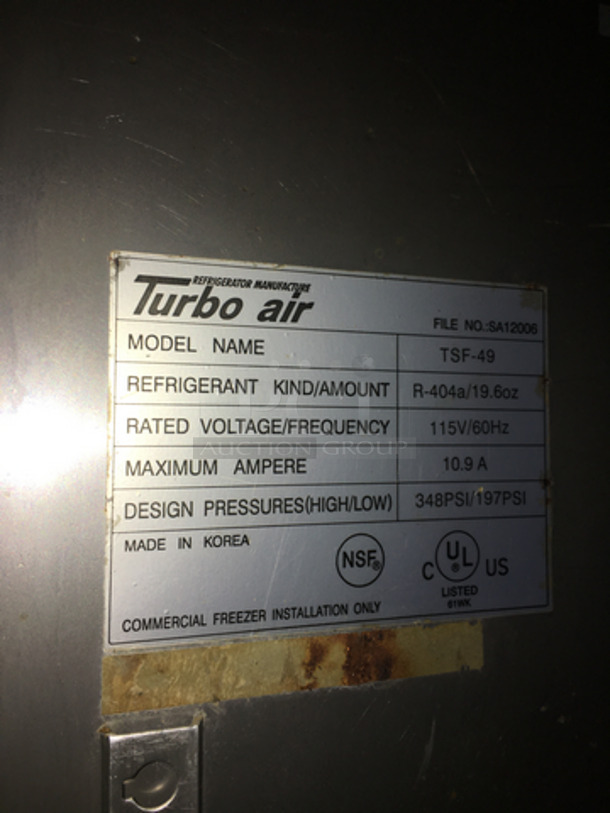 REFRIGERATOR MANUFACTURE
Turbo air
FILE NO.:SA12006
MODEL NAME TSF-49
REFRIGERANT KIND/AMOUNT R-404a/19.6oz
RATED VOLTAGE/FREQUENCY 115V/60Hz
AUCTION GROUP
MAXIMUM AMPERE 10.9 A
DESIGN PRESSURES(HIGH/LOW) 348PSI/197PSI
MADE IN KOREA
NSF®
C UL® US
LISTED
61WK
COMMERCIAL FREEZER INSTALLATION ONLY